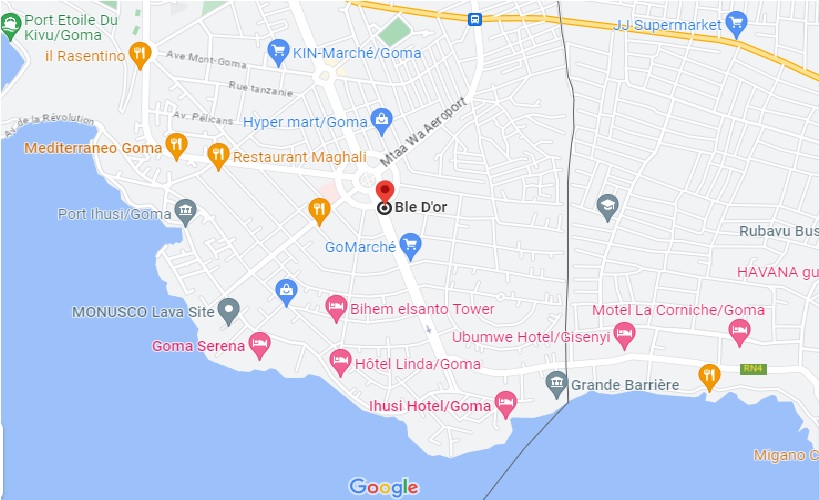 Port Etoile Du
Kivu/Goma
il Rasentino
Ave Mont-Goma
KIN-Marché/Goma
JJ Supermarket
Rue tanzanie
Av. Pélicans
Av. de la Révolution
Hyper mart/Goma
Mtaa Wa Aeroport
Mediterraneo Goma
Restaurant Maghali
Port Ihusi/Goma
Ble D'or
Rubavu Bus
GoMarché
HAVANA gu
MONUSCO Lava Site
Bihem elsanto Tower
Motel La Corniche/Goma
Ubumwe Hotel/Gisenyi
Goma Serena
Hôtel Linda/Goma
RN4
Grande Barrière
Ihusi Hotel/Goma
Migano C
Google